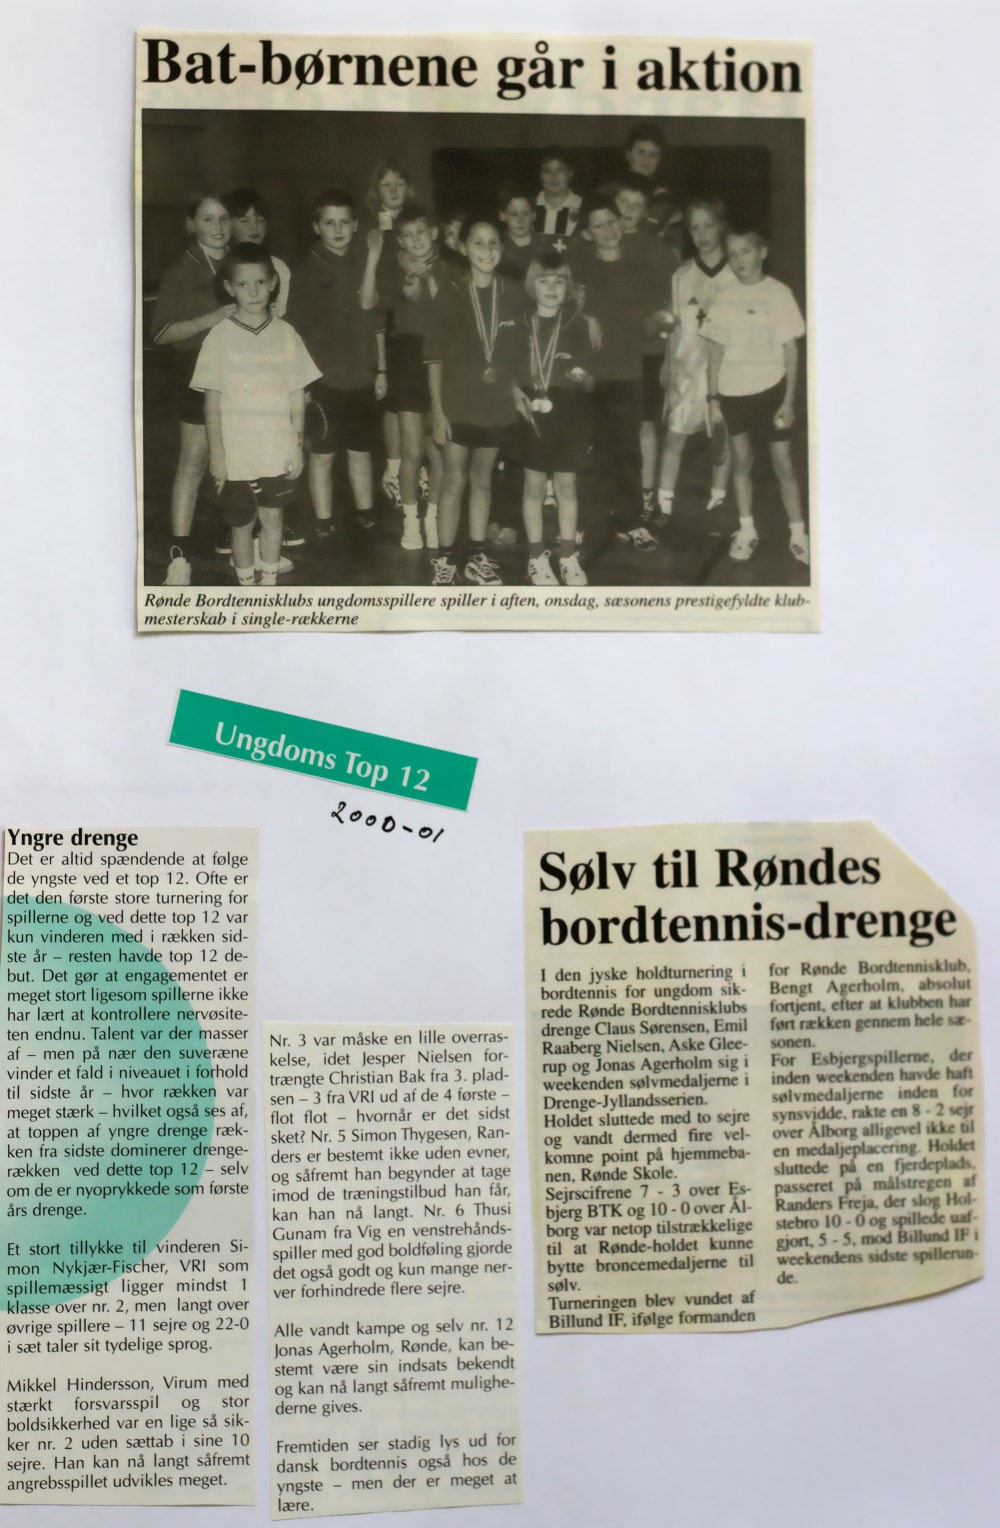 Bat-børnene går i aktion
Rønde Bordtennisklubs ungdomsspillere spiller i aften, onsdag, sæsonens prestigefyldte klub-
mesterskab i single-rækkerne
Ungdoms Top 12
2000-01
Yngre drenge
Det er altid spændende at følge
de yngste ved et top 12. Ofte er
det den første store turnering for
spillerne og ved dette top 12 var
kun vinderen med i rækken sid-
ste år – resten havde top 12 de-
but. Det gør at engagementet er
meget stort ligesom spillerne ikke
har lært at kontrollere nervøsite-
ten endnu. Talent var der masser
af – men på nær den suveræne
vinder et fald i niveauet i forhold
til sidste år – hvor rækken var
meget stærk – hvilket også ses af,
at toppen af yngre drenge ræk-
ken fra sidste dominerer drenge-
rækken ved dette top 12 – selv
om de er nyoprykkede som første
års drenge.
Et stort tillykke til vinderen Si-
mon Nykjær-Fischer, VRI som
spillemæssigt ligger mindst 1
klasse over nr. 2, men langt over
øvrige spillere – 11 sejre og 22-0
i sæt taler sit tydelige sprog.
Mikkel Hindersson, Virum med
stærkt forsvarsspil og stor
boldsikkerhed var en lige så sik-
ker nr. 2 uden sættab i sine 10
sejre. Han kan nå langt såfremt
angrebsspillet udvikles meget.
Nr. 3 var måske en lille overras-
kelse, idet Jesper Nielsen for-
trængte Christian Bak fra 3. plad-
sen – 3 fra VRI ud af de 4 første –
flot flot – hvornår er det sidst
sket? Nr. 5 Simon Thygesen, Ran-
ders er bestemt ikke uden evner,
og såfremt han begynder at tage
imod de træningstilbud han får,
kan han nå langt. Nr. 6 Thusi
Gunam fra Vig en venstrehånds-
spiller med god boldføling gjorde
det også godt og kun mange ner-
ver forhindrede flere sejre.
Alle vandt kampe og selv nr. 12
Jonas Agerholm, Rønde, kan be-
stemt være sin indsats bekendt
og kan nå langt såfremt mulighe-
derne gives.
Fremtiden ser stadig lys ud for
dansk bordtennis også hos de
yngste – men der er meget at
lære.
Sølv til Røndes
bordtennis-drenge
I den jyske holdturnering i
bordtennis for ungdom sik-
rede Rønde Bordtennisklubs
drenge Claus Sørensen, Emil
Raaberg Nielsen, Aske Glee-
rup og Jonas Agerholm sig i
weekenden sølvmedaljerne i
Drenge-Jyllandsserien.
Holdet sluttede med to sejre
og vandt dermed fire vel-
komne point på hjemmeba-
nen, Rønde Skole.
Sejrscifrene 7 - 3 over Es-
bjerg BTK og 10 - 0 over Ål-
borg var netop tilstrækkelige
til at Rønde-holdet kunne
bytte broncemedaljerne til
sølv.
Turneringen blev vundet af
Billund IF, ifølge formanden
for Rønde Bordtennisklub,
Bengt Agerholm, absolut
fortjent, efter at klubben har
ført rækken gennem hele sæ-
sonen.
For Esbjergspillerne, der
inden weekenden havde haft
sølvmedaljerne inden for
synsvidde, rakte en 8 - 2 sejr
over Ålborg alligevel ikke til
en medaljeplacering. Holdet
sluttede på en fjerdeplads,
passeret på målstregen af
Randers Freja, der slog Hol-
stebro 10 - 0 og spillede uaf-
gjort, 5 - 5, mod Billund IF i
weekendens sidste spillerun-
de.